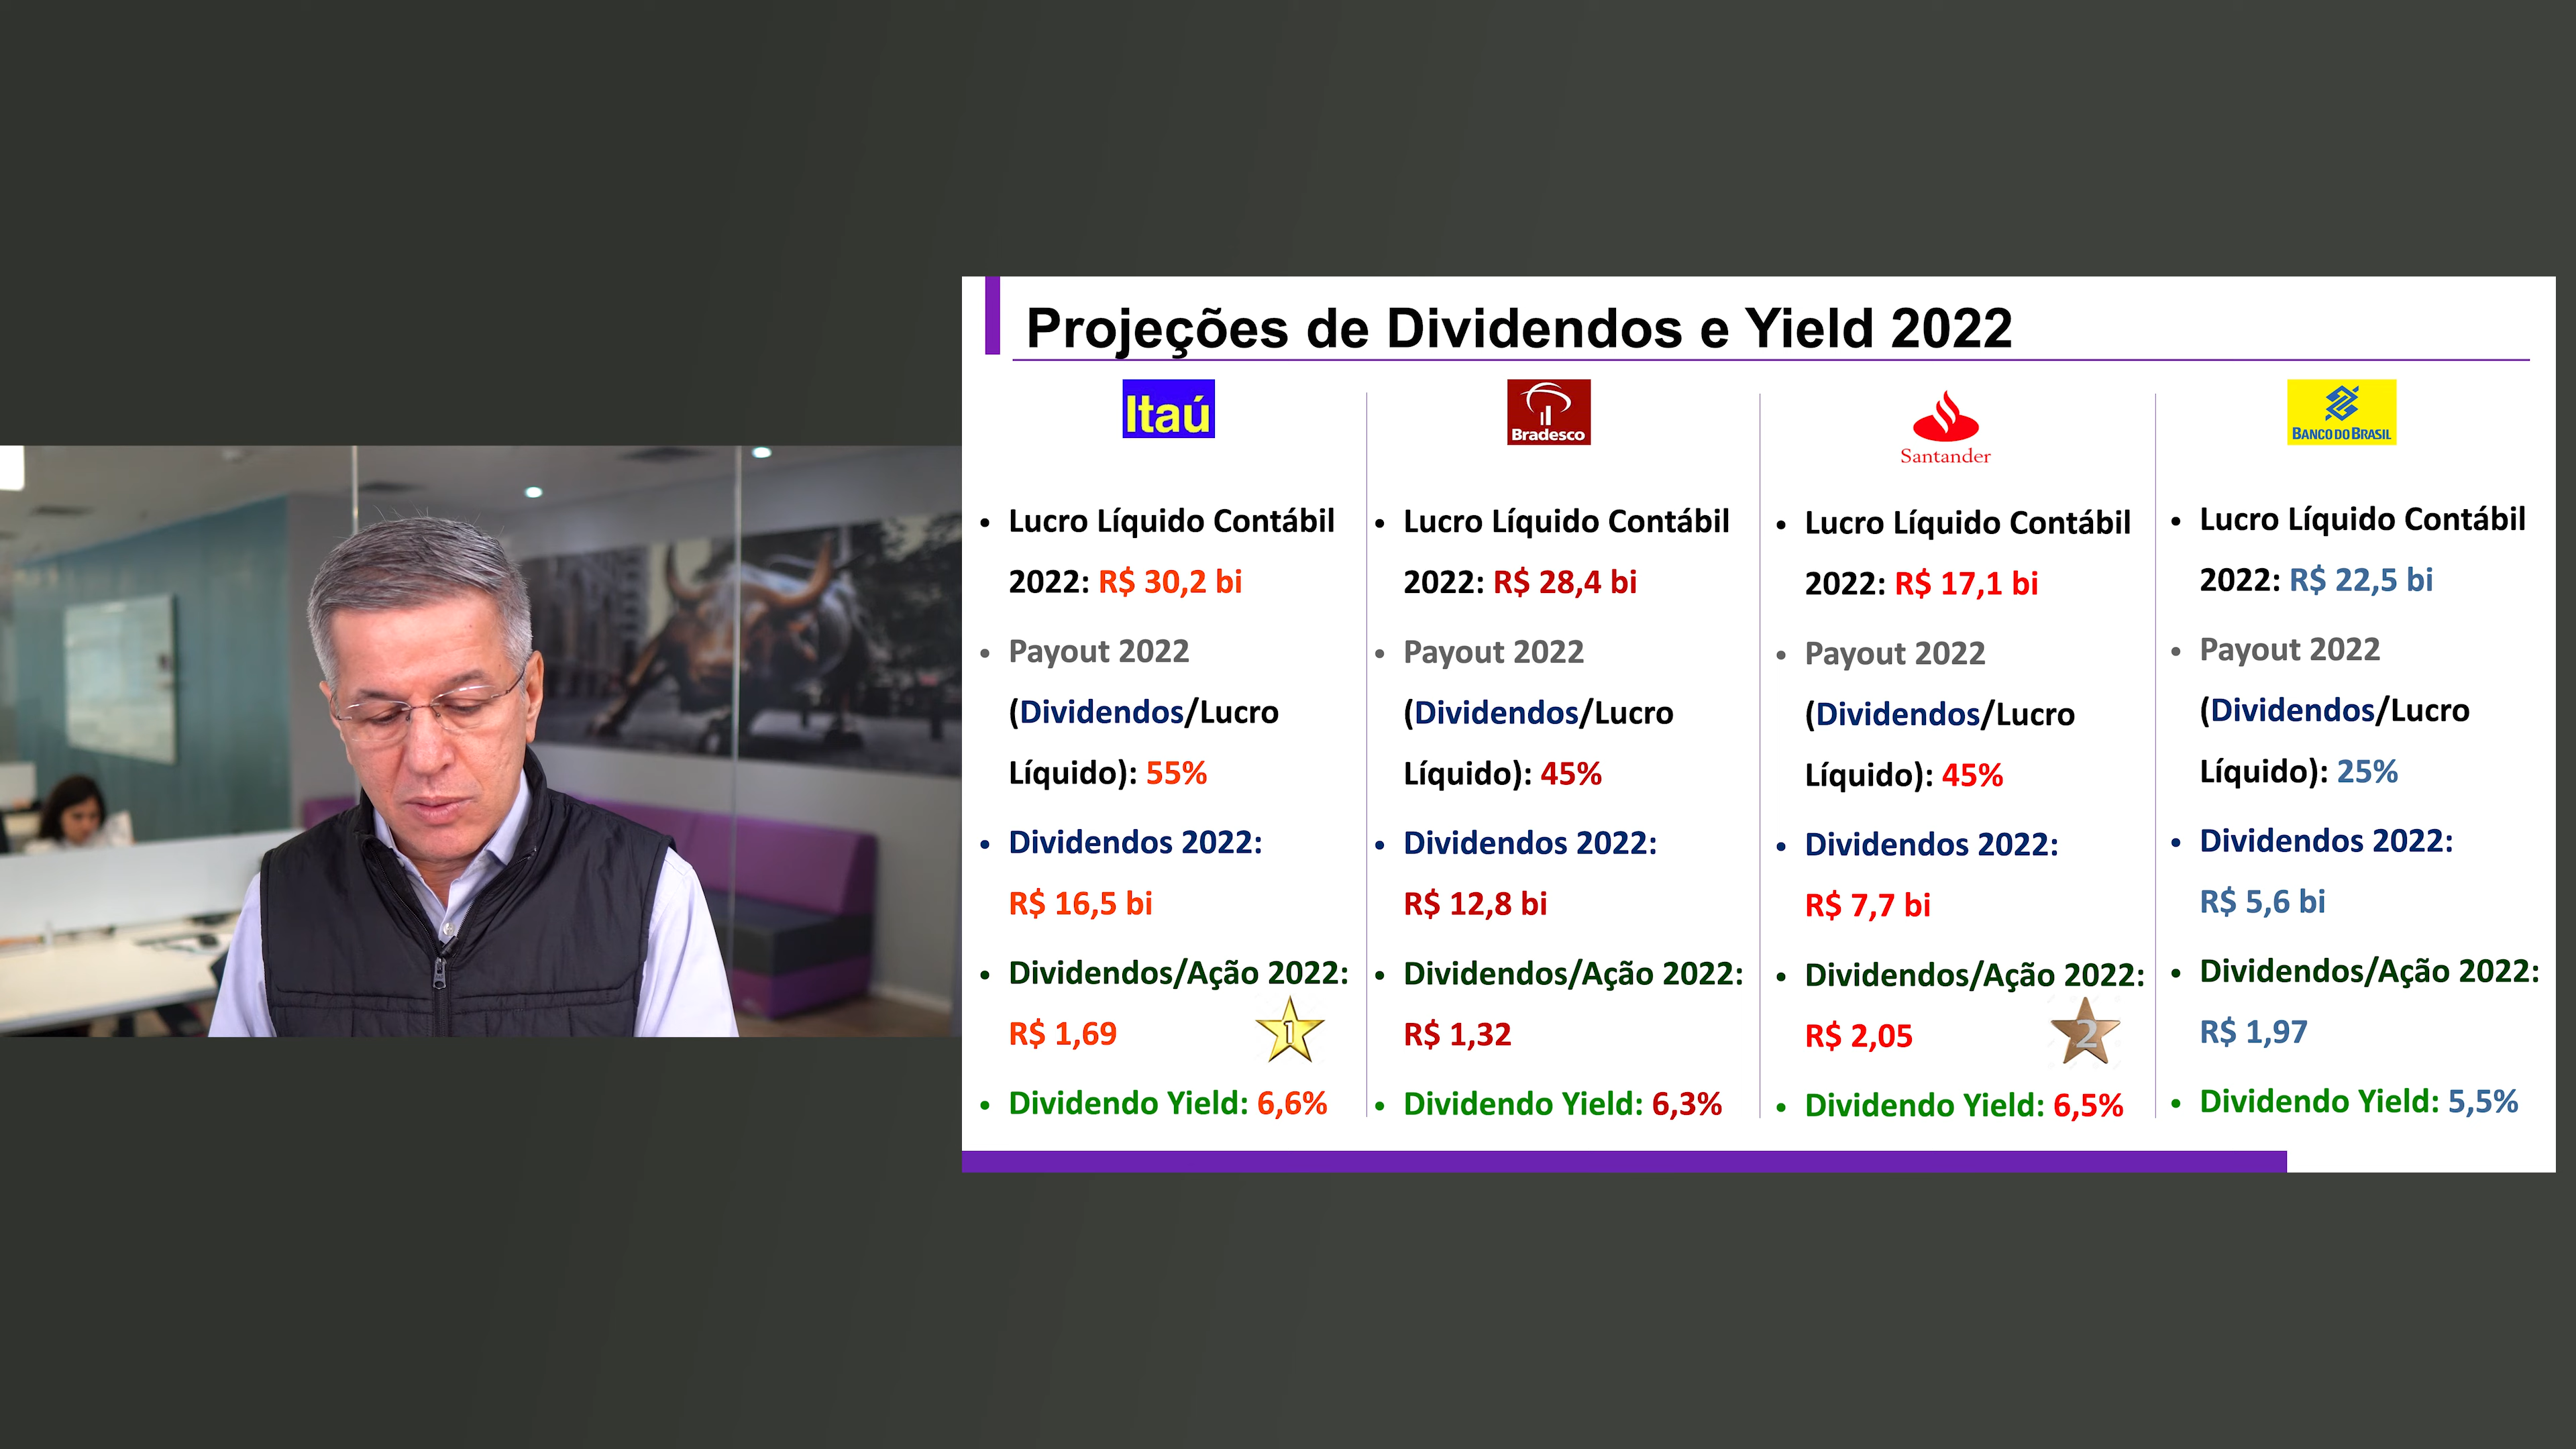 Projeções de Dividendos e Yield 2022
Itaú
• Lucro Líquido Contábil
2022: R$ 30,2 bi
• Payout 2022
(Dividendos/Lucro
Líquido): 55%
• Dividendos 2022:
R$ 16,5 bi
• Dividendos/Ação 2022:
R$ 1,69
1
• Dividendo Yield: 6,6%
Bradesco
• Lucro Líquido Contábil
2022: R$ 28,4 bi
• Payout 2022
(Dividendos/Lucro
Líquido): 45%
• Dividendos 2022:
R$ 12,8 bi
• Dividendos/Ação 2022:
R$ 1,32
• Dividendo Yield: 6,3%
Santander
• Lucro Líquido Contábil
2022: R$ 17,1 bi
• Payout 2022
(Dividendos/Lucro
Líquido): 45%
• Dividendos 2022:
R$ 7,7 bi
• Dividendos/Ação 2022:
R$ 2,05
2
• Dividendo Yield: 6,5%
BANCO DO BRASIL
• Lucro Líquido Contábil
2022: R$ 22,5 bi
• Payout 2022
(Dividendos/Lucro
Líquido): 25%
• Dividendos 2022:
R$ 5,6 bi
• Dividendos/Ação 2022:
R$ 1,97
• Dividendo Yield: 5,5%